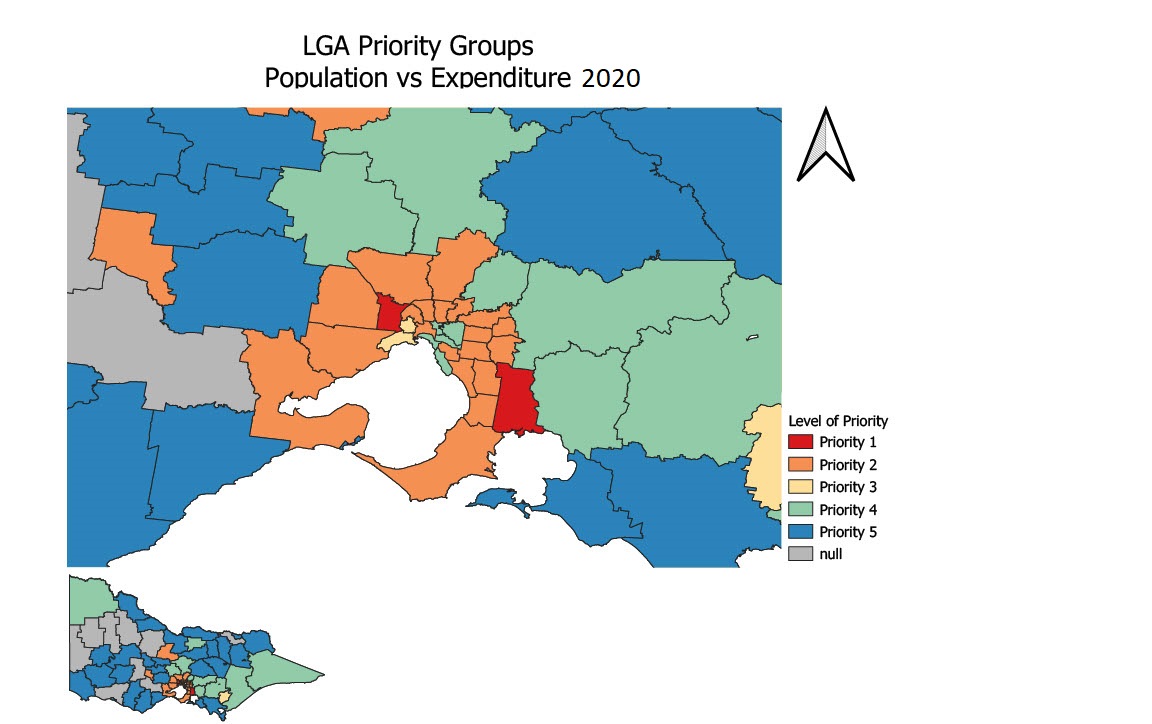 LGA Priority Groups
Population vs Expenditure 2020
Level of Priority
Priority 1
Priority 2
Priority 3
Priority 4
Priority 5
null